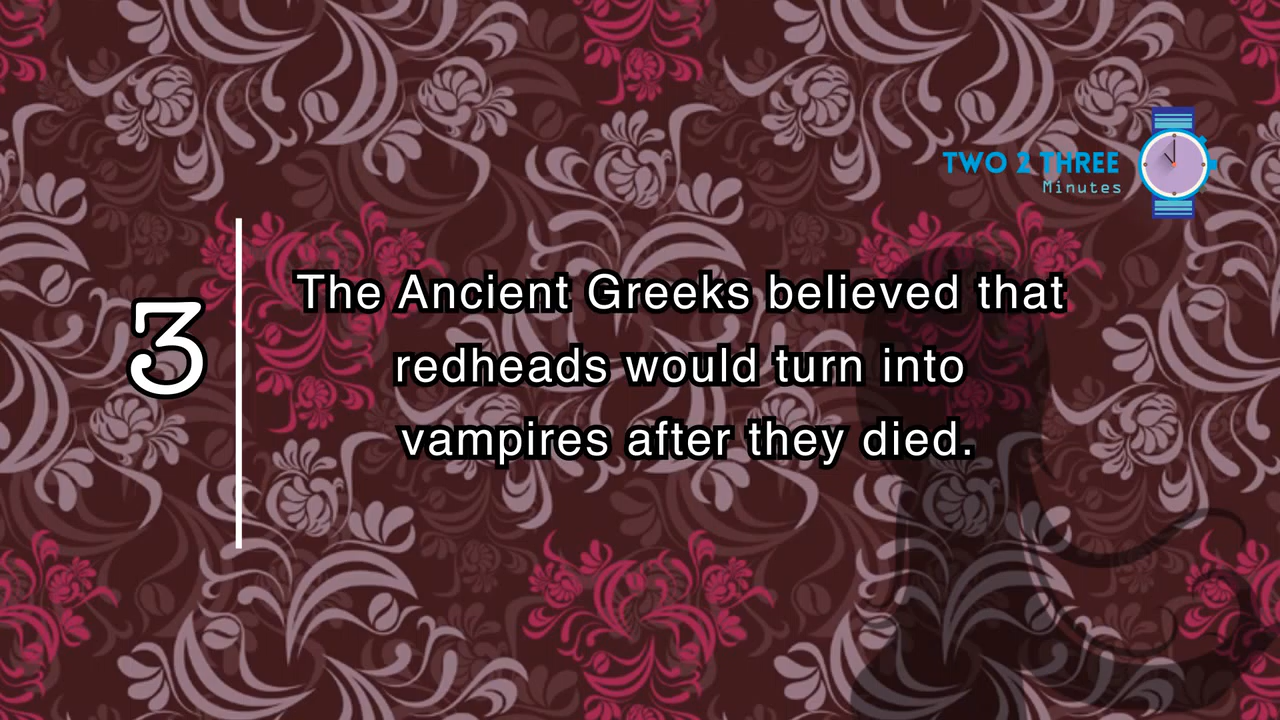 TWO 2 THREE
Minutes
3
The Ancient Greeks believed that
redheads would turn into
vampires after they died.